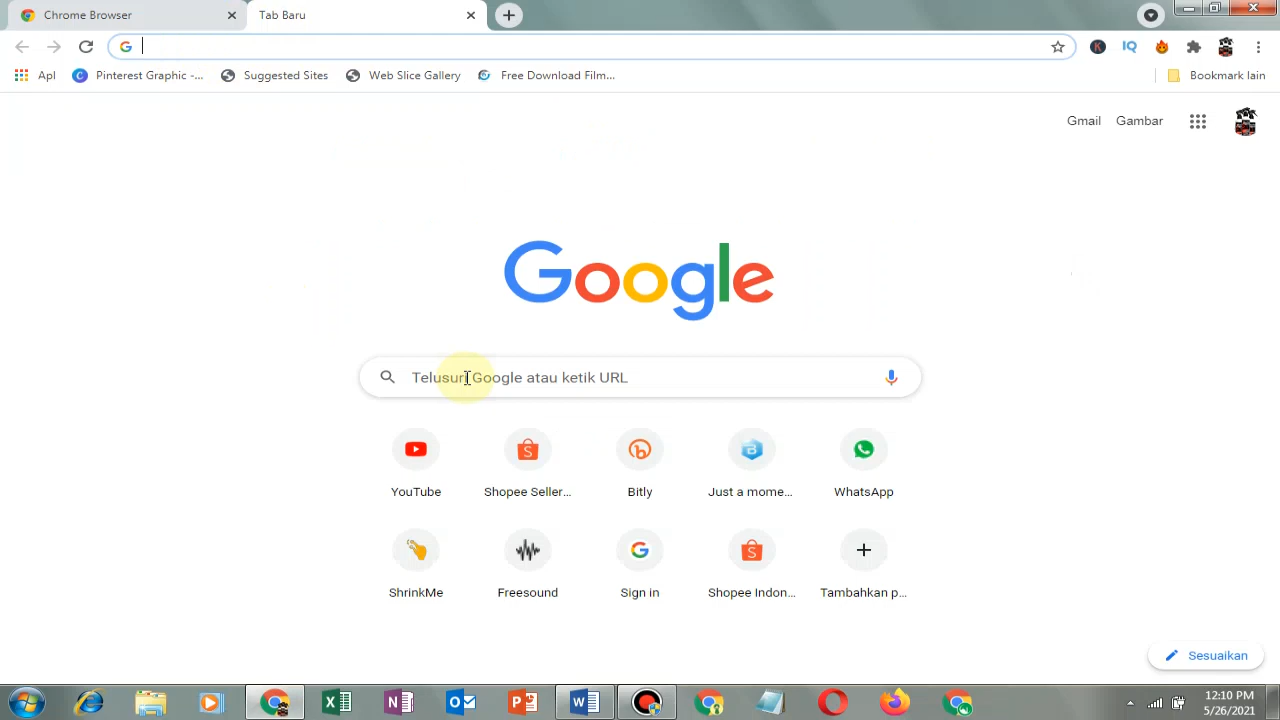 Chrome Browser
Tab Baru
Apl
Pinterest Graphic -...
Suggested Sites
Web Slice Gallery
Free Download Film...
Bookmark lain
Gmail
Gambar
Google
Telusuri Google atau ketik URL
YouTube
Shopee Seller...
Bitly
Just a mome...
WhatsApp
ShrinkMe
Freesound
Sign in
Shopee Indon...
Tambahkan p...
Sesuaikan
12:10 PM
5/26/2021